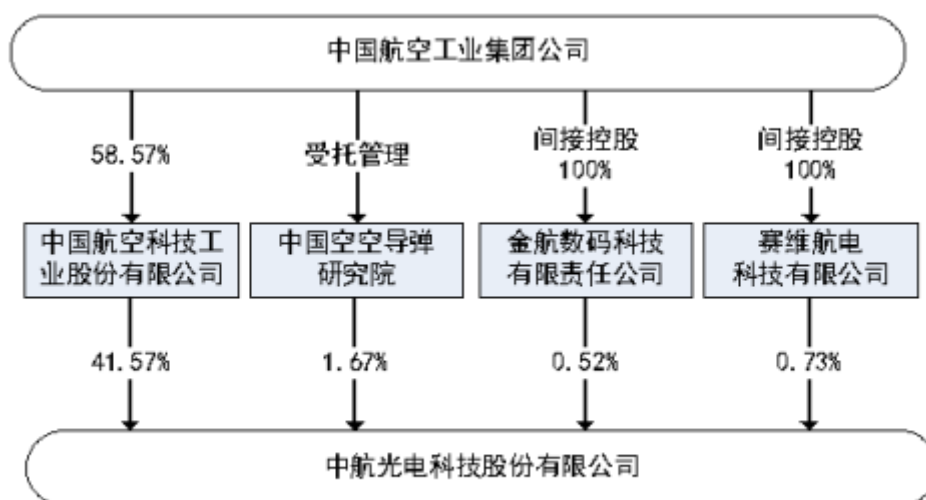 中国航空工业集团公司
58.57%
受托管理
间接控股
100%
间接控股
100%
中国航空科技工
业股份有限公司
中国空空导弹
研究院
金航数码科技
有限责任公司
赛维航电
科技有限公司
41.57%
1.67%
0.52%
0.73%
中航光电科技股份有限公司